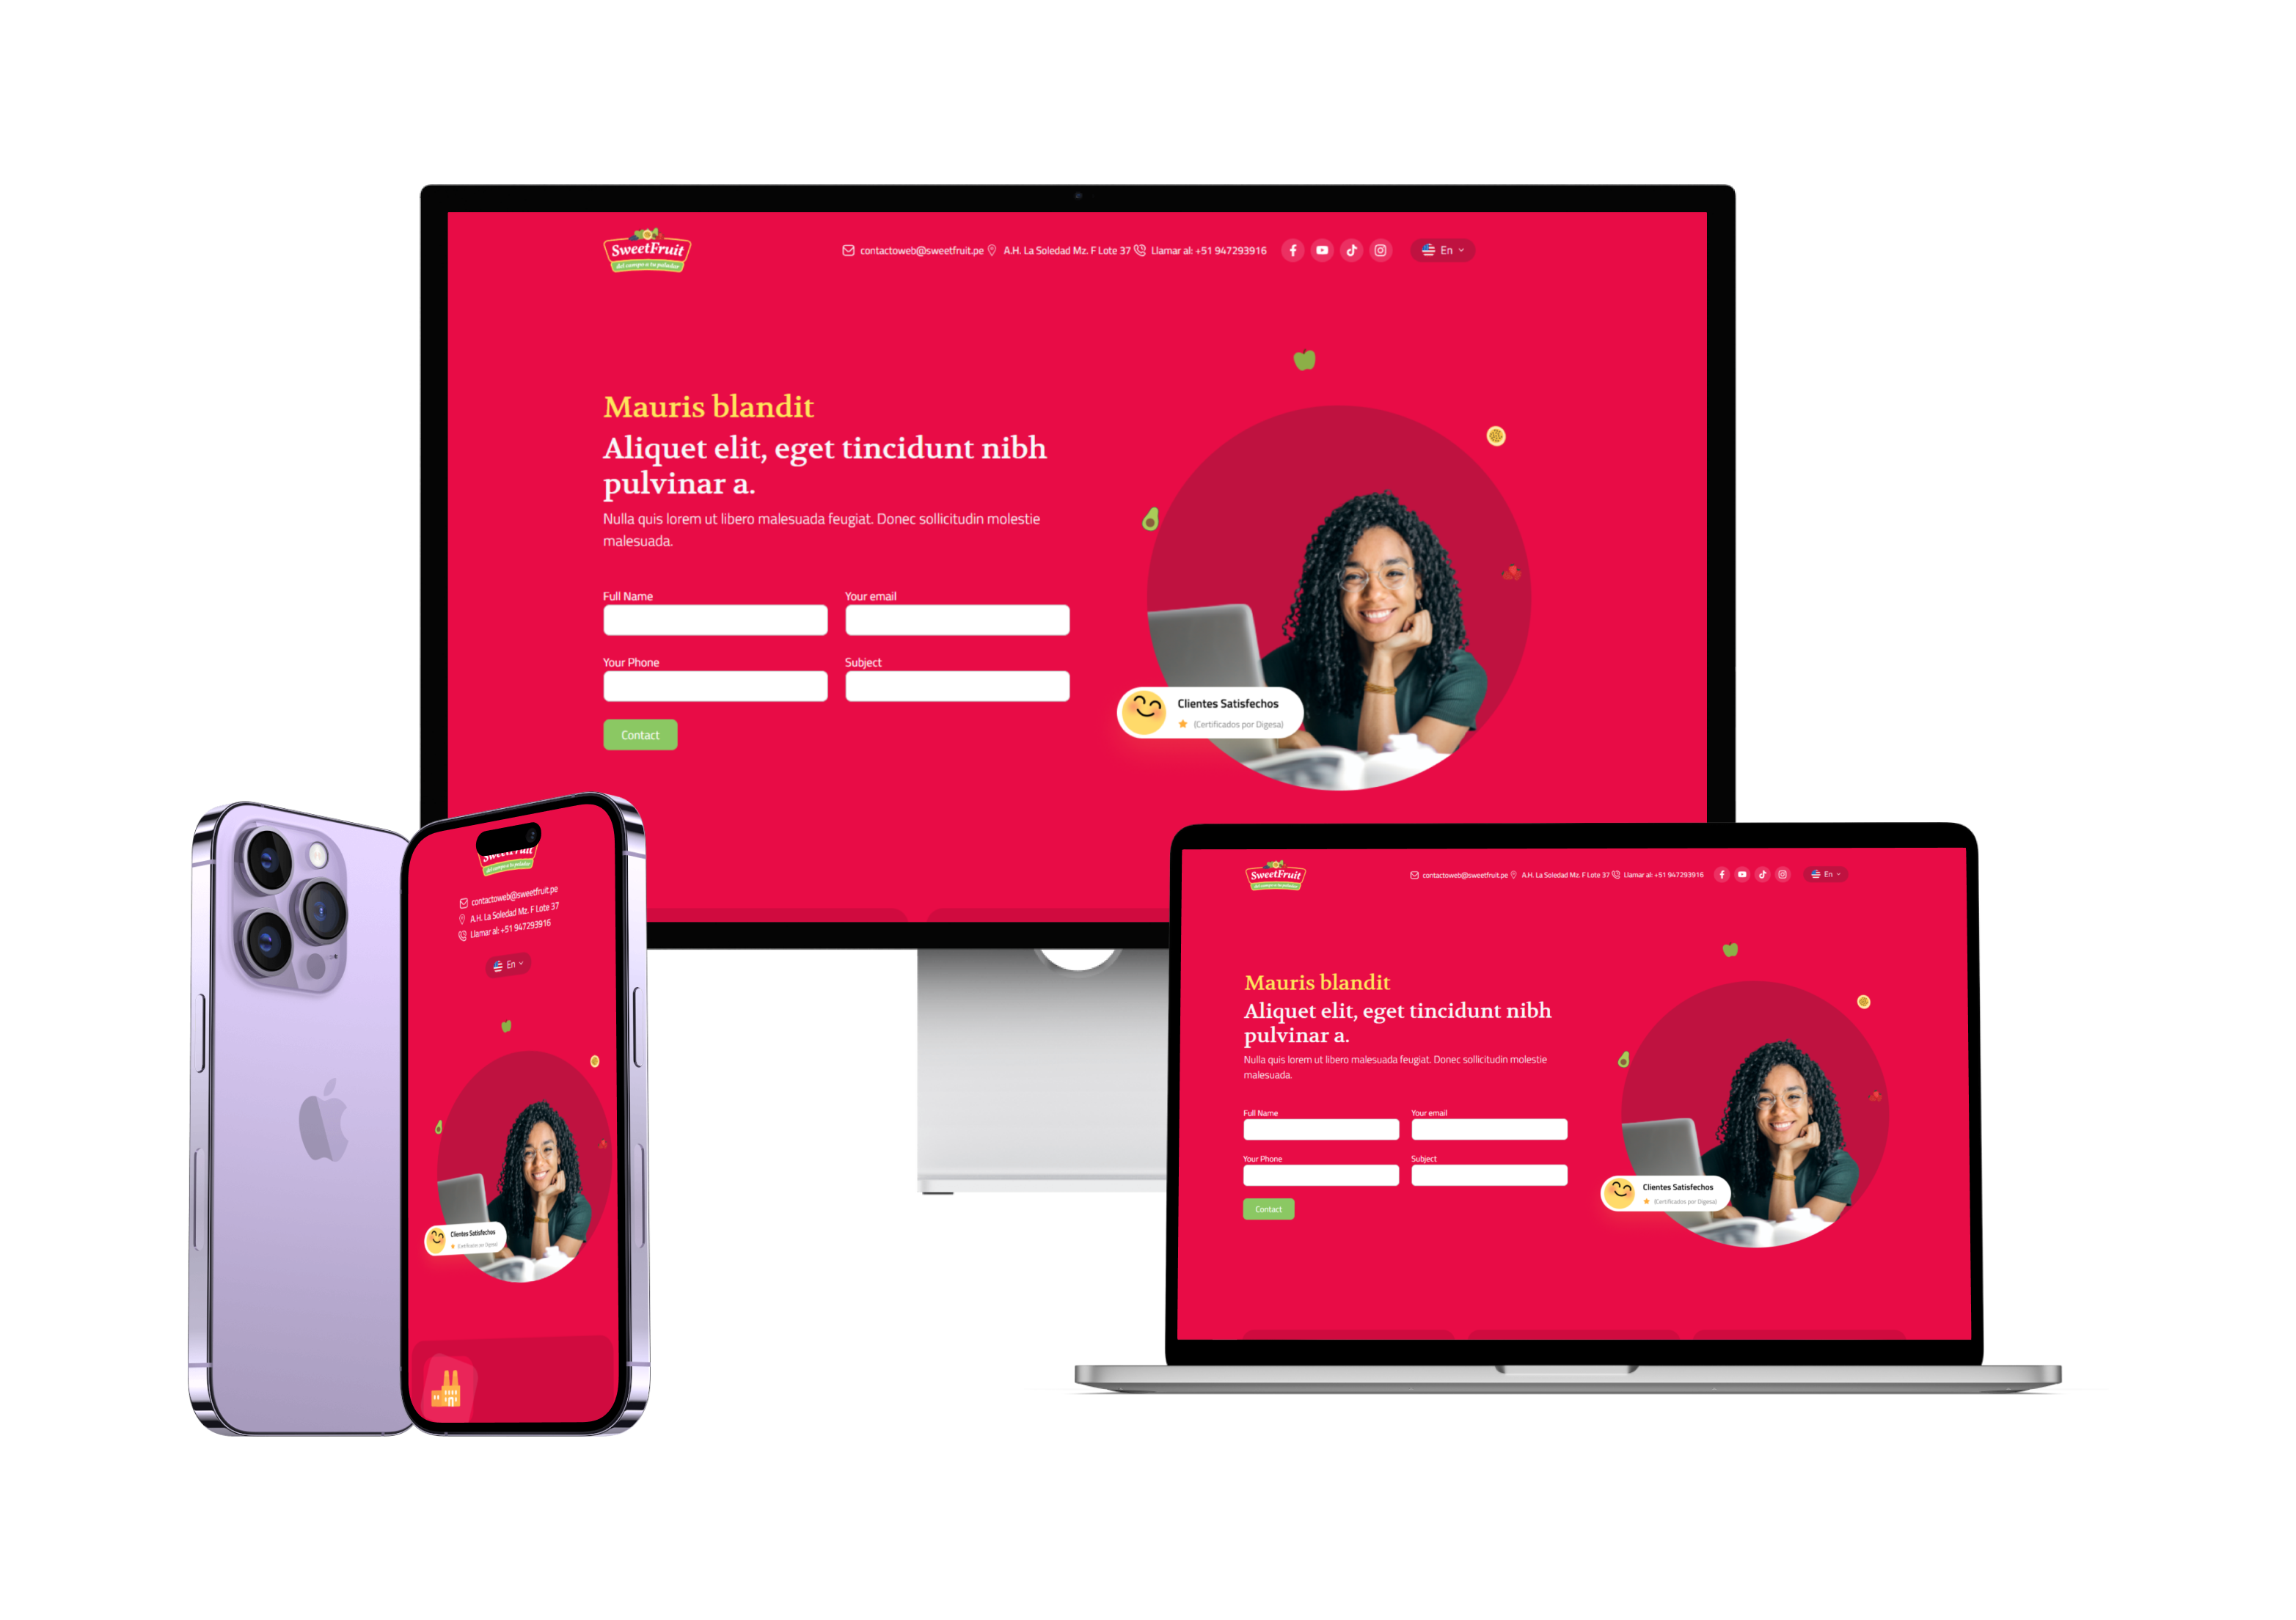 SweetFruit
del campo a tu paladar
contactoweb@sweetfruit.pe A.H. La Soledad Mz. F Lote 37 Llamar al: +51 947293916 En
Mauris blandit
Aliquet elit, eget tincidunt nibh
pulvinar a.
Nulla quis lorem ut libero malesuada feugiat. Donec sollicitudin molestie
malesuada.
Full Name Your email
Your Phone Subject
Contact
Clientes Satisfechos
(Certificados por Digesa)
SweetFruit
contactoweb@sweetfruit.pe
A.H. La Soledad Mz. F Lote 37
Llamar al: +51 947293916
En
Clientes Satisfechos
(Certificados por Digesa)
SweetFruit
del campo a tu paladar
contactoweb@sweetfruit.pe A.H. La Soledad Mz. F Lote 37 Llamar al: +51 947293916 En
Mauris blandit
Aliquet elit, eget tincidunt nibh
pulvinar a.
Nulla quis lorem ut libero malesuada feugiat. Donec sollicitudin molestie
malesuada.
Full Name Your email
Your Phone Subject
Contact
Clientes Satisfechos
(Certificados por Digesa)